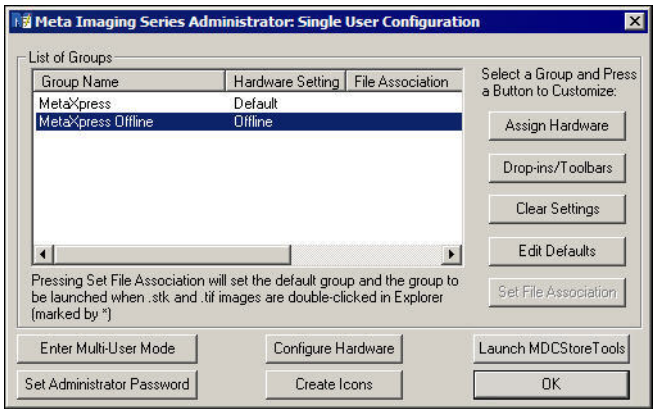 Meta Imaging Series Administrator: Single User Configuration
List of Groups
Group Name Hardware Setting File Association
MetaXpress Default
MetaXpress Offline Offline
Select a Group and Press
a Button to Customize:
Assign Hardware
Drop-ins/Toolbars
Clear Settings
Edit Defaults
Set File Association
Pressing Set File Association will set the default group and the group to
be launched when .stk and .tif images are double-clicked in Explorer
(marked by *)
Enter Multi-User Mode Configure Hardware Launch MDCStoreTools
Set Administrator Password Create Icons OK